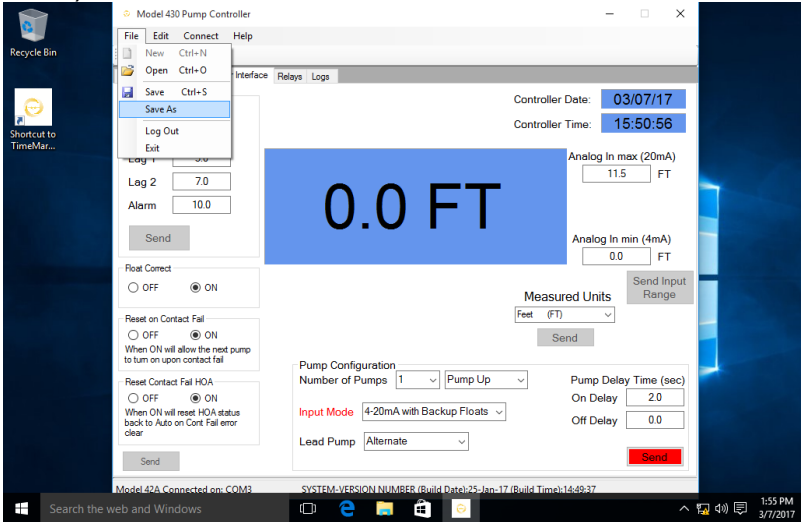 Model 430 Pump Controller
File Edit Connect Help
Recycle Bin
New Ctrl+N
Open Ctrl+O
Save Ctrl+S
Save As
Log Out
Exit
Interface Relays Logs
Shortcut to
TimeMar...
Controller Date: 03/07/17
Controller Time: 15:50:56
Lag 2 7.0
Alarm 10.0
Send
0.0 FT
Analog In max (20mA)
11.5 FT
Analog In min (4mA)
0.0 FT
Send Input
Range
Measured Units
Feet (FT)
Send
Float Correct
OFF ON
Reset on Contact Fail
OFF ON
When ON will allow the next pump
to turn on upon contact fail
Reset Contact Fail HOA
OFF ON
When ON will reset HOA status
back to Auto on Cont Fail error
clear
Send
Pump Configuration
Number of Pumps 1 Pump Up
Input Mode 4-20mA with Backup Floats
Lead Pump Alternate
Pump Delay Time (sec)
On Delay 2.0
Off Delay 0.0
Send
Model 42A Connected on: COM3 SYSTEM-VERSION NUMBER (Build Date):25-Jan-17 (Build Time):14:49:37
Search the web and Windows
1:55 PM
3/7/2017